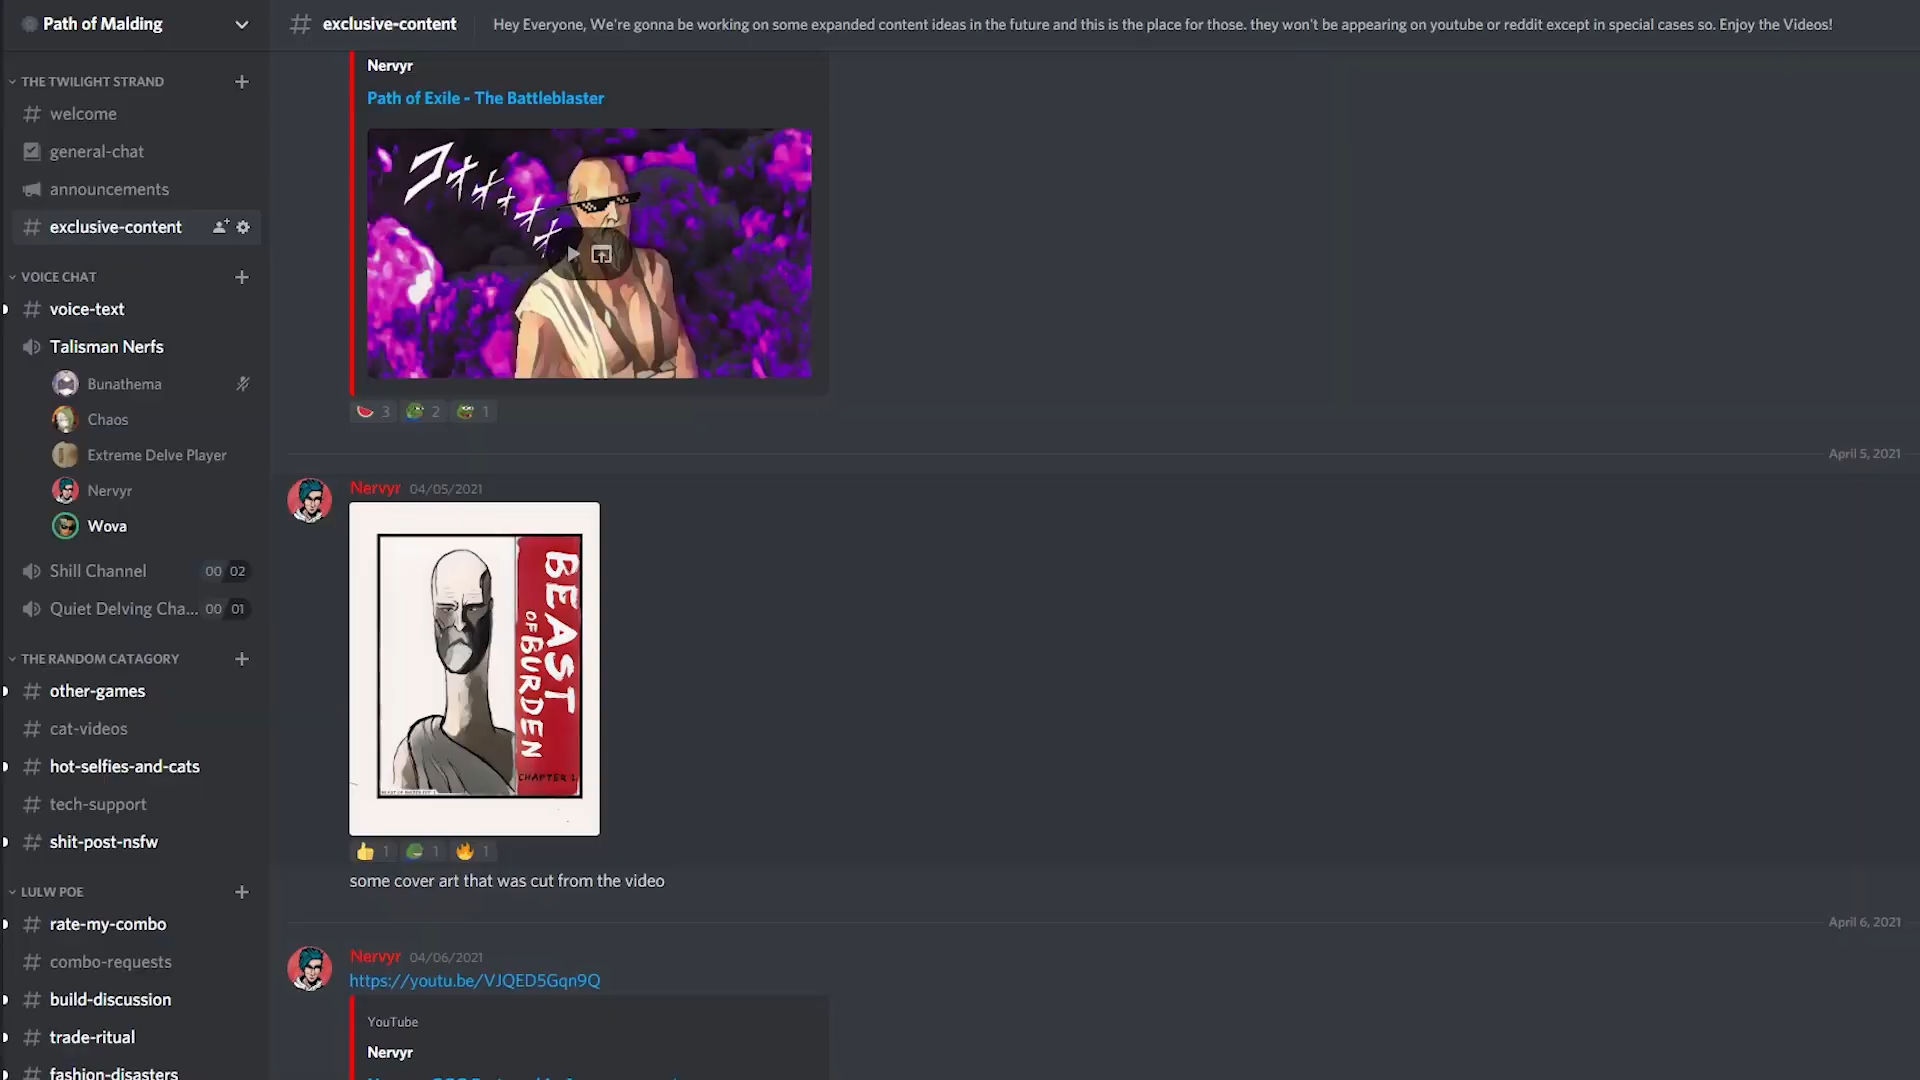 Path of Malding
THE TWILIGHT STRAND
welcome
general-chat
announcements
exclusive-content
VOICE CHAT
voice-text
Talisman Nerfs
Bunathema
Chaos
Extreme Delve Player
Nervyr
Wova
Shill Channel
00 02
Quiet Delving Cha...
00 01
THE RANDOM CATAGORY
other-games
cat-videos
hot-selfies-and-cats
tech-support
shit-post-nsfw
LULW POE
rate-my-combo
combo-requests
build-discussion
trade-ritual
fashion-disasters
exclusive-content
Hey Everyone, We're gonna be working on some expanded content ideas in the future and this is the place for those. they won't be appearing on youtube or reddit except in special cases so. Enjoy the Videos!
Nervyr
Path of Exile - The Battleblaster
3 2 1
April 5, 2021
Nervyr 04/05/2021
BEAST
OF BURDEN
CHAPTER 1
1 1 1
some cover art that was cut from the video
April 6, 2021
Nervyr 04/06/2021
https://youtu.be/VJQED5Gqn9Q
YouTube
Nervyr